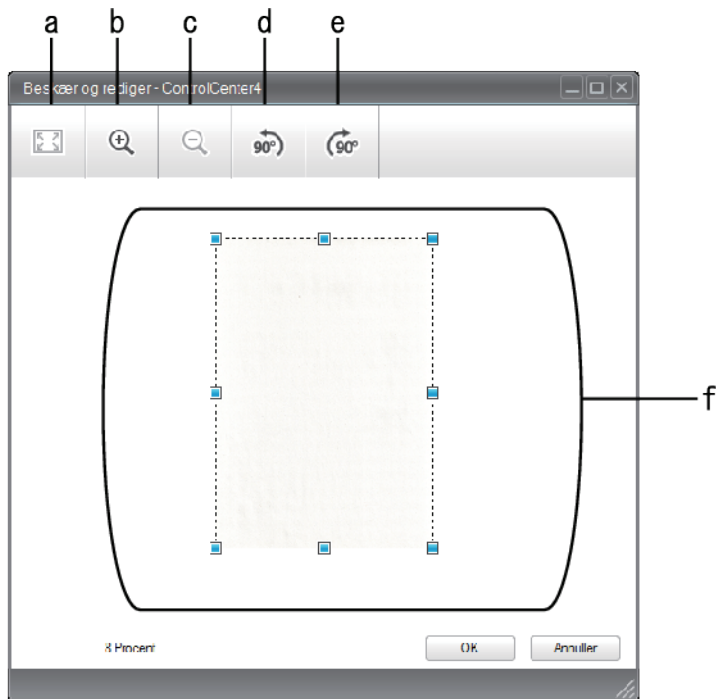 a b c d e
Beskær og rediger - ControlCenter4
90° 90°
f
8 Procent
OK Annuller